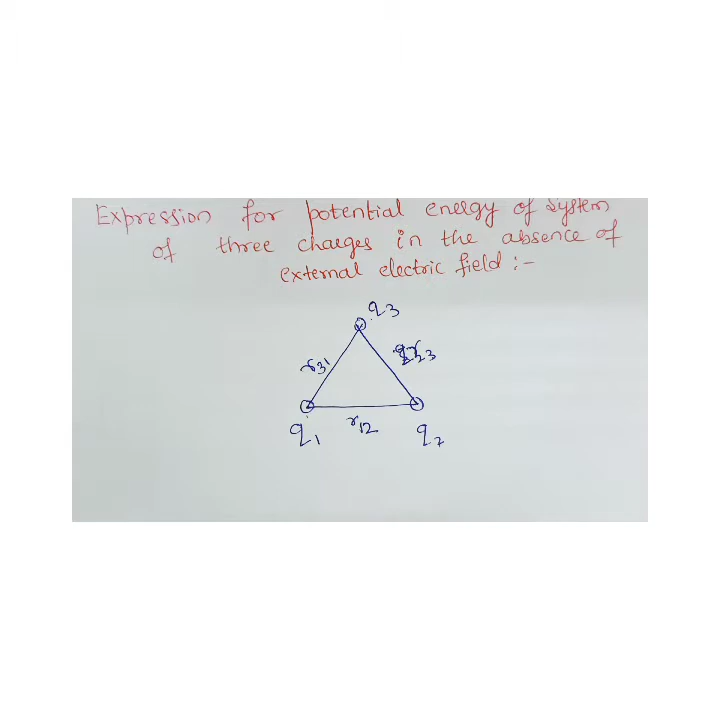 Expression for potential energy of system
of three charges in the absence of
external electric field :-
q3
r31
r23
q1
r12
q2